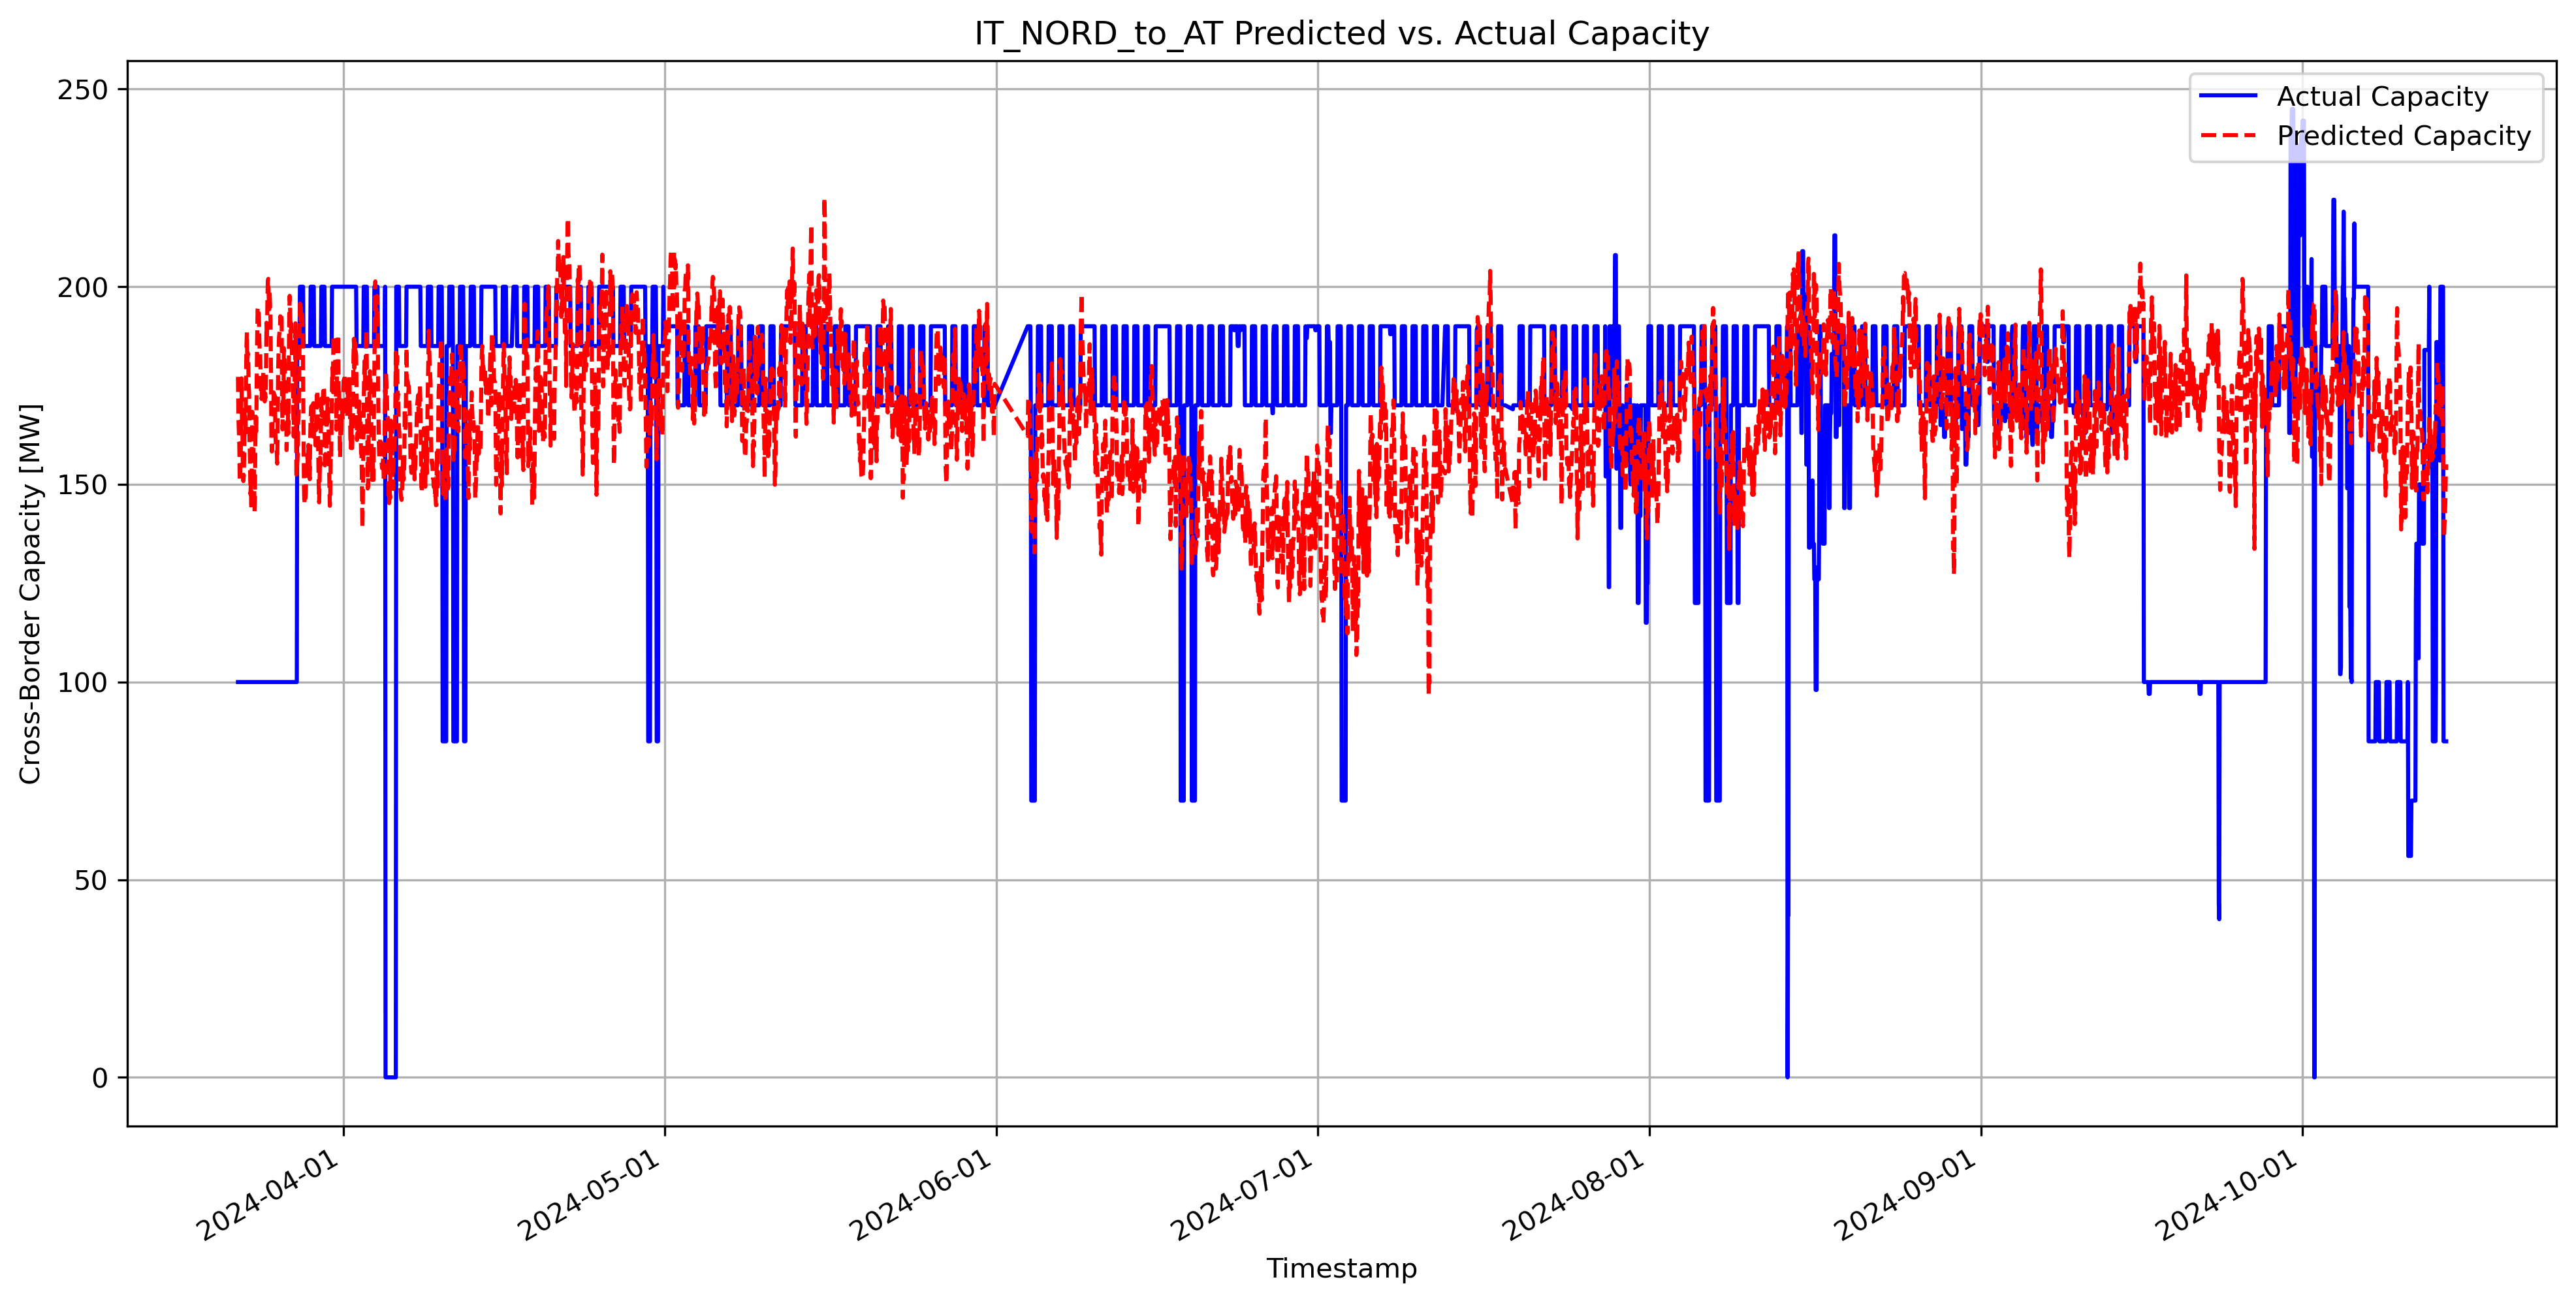 IT_NORD_to_AT Predicted vs. Actual Capacity
Actual Capacity
Predicted Capacity
Cross-Border Capacity [MW]
250
200
150
100
50
0
2024-04-01
2024-05-01
2024-06-01
2024-07-01
2024-08-01
2024-09-01
2024-10-01
Timestamp